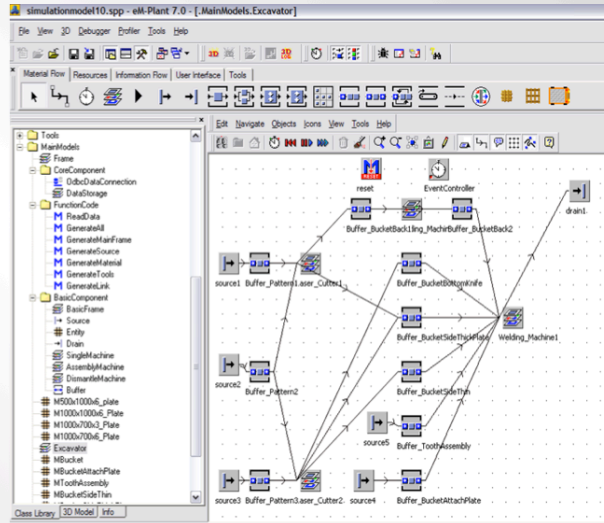 simulationmodel10.spp - eM-Plant 7.0 - [.MainModels.Excavator]
File View 3D Debugger Profiler Tools Help
Material Flow Resources Information Flow User Interface Tools
Edit Navigate Objects Icons View Tools Help
Tools
MainModels
Frame
CoreComponent
OdbcDataConnection
DataStorage
FunctionCode
ReadData
GenerateAll
GenerateMainFrame
GenerateSource
GenerateMaterial
GenerateTools
GenerateLink
BasicComponent
BasicFrame
Source
Entity
Drain
SingleMachine
AssemblyMachine
DismantleMachine
Buffer
M500x1000x6_plate
M1000x1000x6_Plate
M1000x700x3_Plate
M1000x700x6_Plate
Excavator
MBucket
MBucketAttachPlate
MToothAssembly
MBucketSideThin
Class Library 3D Model Info
reset EventController
drain1
Buffer_BucketBack1ling_MachirBuffer_BucketBack2
source1 Buffer_Pattern1.aser_Cutter1 Buffer_BucketBottomKnife
Buffer_BucketSideThickPlate Welding_Machine1
source2 Buffer_Pattern2 Buffer_BucketSideThin
source5 Buffer_ToothAssembly
source3 Buffer_Pattern3.aser_Cutter2. source4 Buffer_BucketAttachPlate